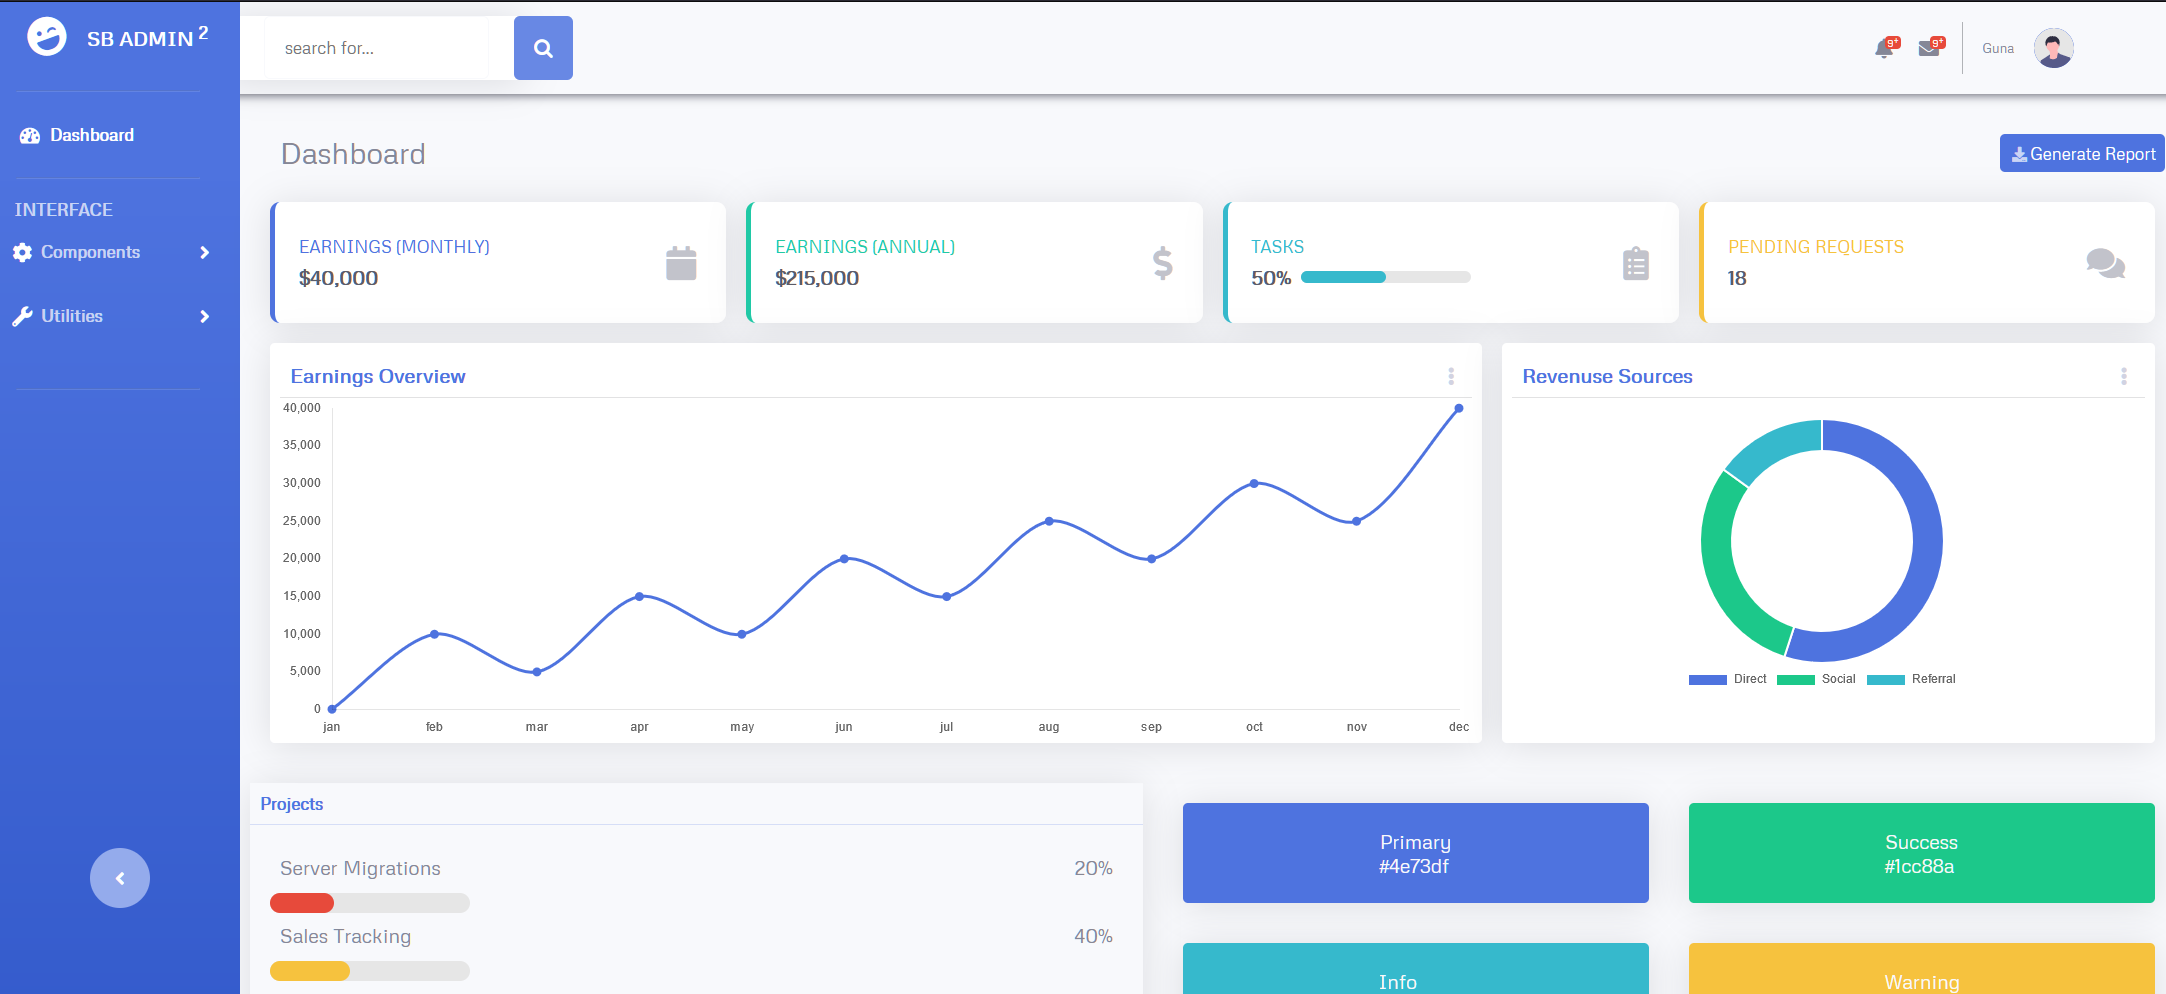 SB ADMIN 2
search for...
9+
9+
Guna
Dashboard
INTERFACE
Components
Utilities
Dashboard
Generate Report
EARNINGS (MONTHLY)
$40,000
EARNINGS (ANNUAL)
$215,000
TASKS
50%
PENDING REQUESTS
18
Earnings Overview
40,000
35,000
30,000
25,000
20,000
15,000
10,000
5,000
0
jan feb mar apr may jun jul aug sep oct nov dec
Revenuse Sources
Direct Social Referral
Projects
Server Migrations 20%
Sales Tracking 40%
Primary
#4e73df
Success
#1cc88a
Info
Warning